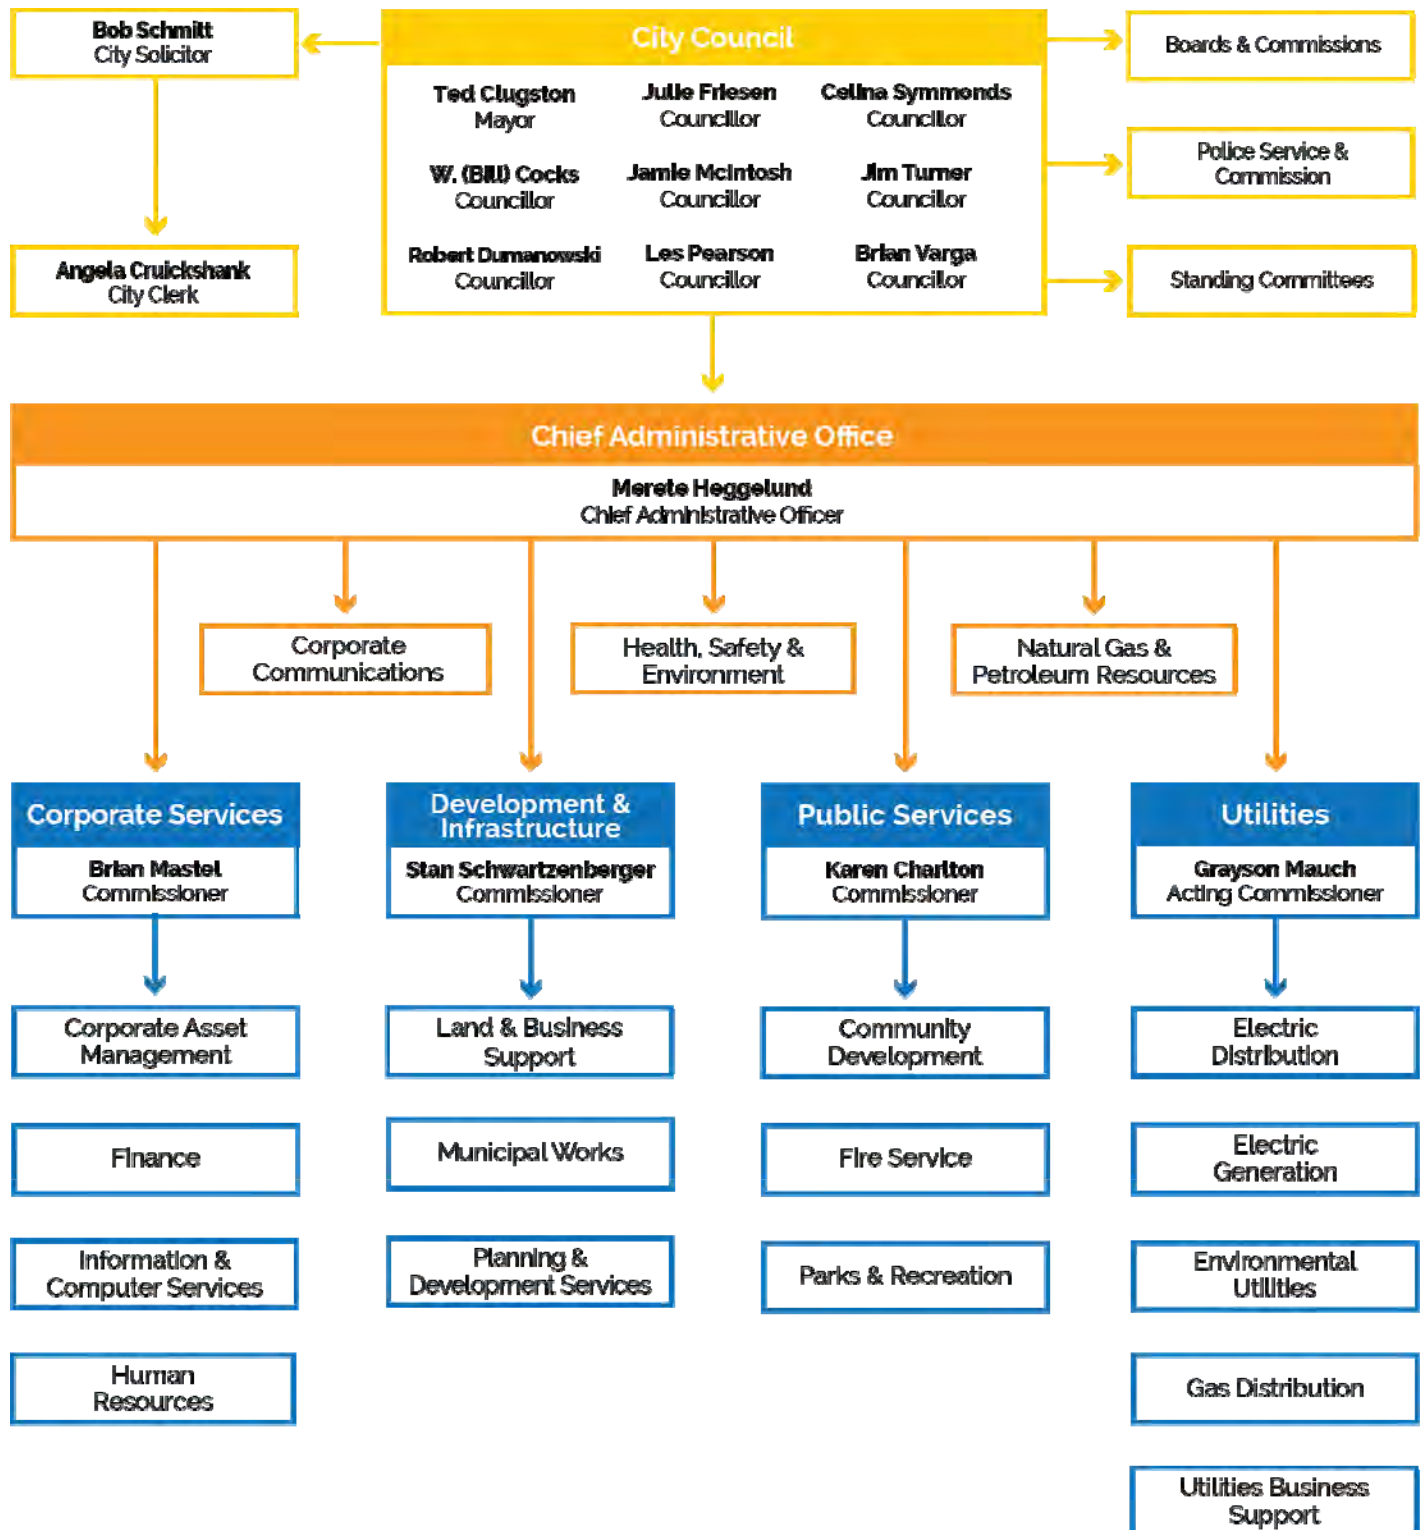 Bob Schmitt
City Solicitor
City Council
Boards & Commissions
Ted Clugston
Mayor
Julie Friesen
Councillor
Celina Symmonds
Councillor
Police Service &
Commission
W. (Bill) Cocks
Councillor
Jamie McIntosh
Councillor
Jim Turner
Councillor
Angela Cruickshank
City Clerk
Robert Dumanowski
Councillor
Les Pearson
Councillor
Brian Varga
Councillor
Standing Committees
Chief Administrative Office
Merete Heggelund
Chief Administrative Officer
Corporate
Communications
Health, Safety &
Environment
Natural Gas &
Petroleum Resources
Corporate Services
Brian Mastel
Commissioner
Development &
Infrastructure
Stan Schwartzenberger
Commissioner
Public Services
Karen Charlton
Commissioner
Utilities
Grayson Mauch
Acting Commissioner
Corporate Asset
Management
Land & Business
Support
Community
Development
Electric
Distribution
Finance
Municipal Works
Fire Service
Electric
Generation
Information &
Computer Services
Planning &
Development Services
Parks & Recreation
Environmental
Utilities
Human
Resources
Gas Distribution
Utilities Business
Support